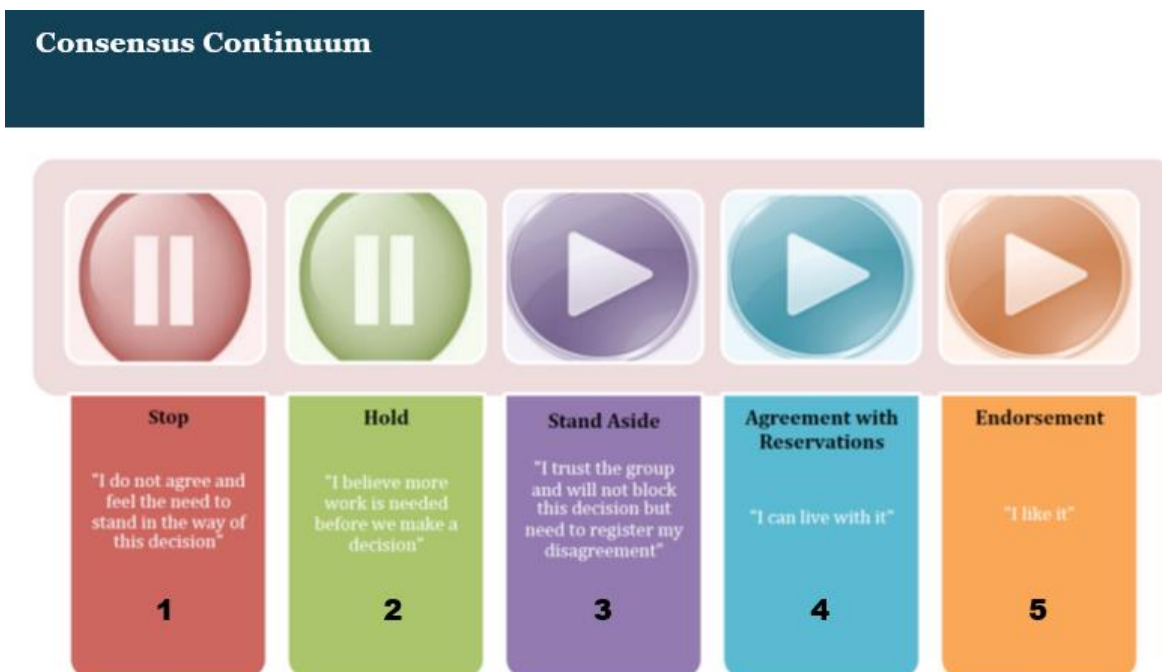 Consensus Continuum
Stop
"I do not agree and
feel the need to
stand in the way of
this decision"
1
Hold
"I believe more
work is needed
before we make a
decision"
2
Stand Aside
"I trust the group
and will not block
this decision but
need to register my
disagreement"
3
Agreement with
Reservations
"I can live with it"
4
Endorsement
"I like it"
5